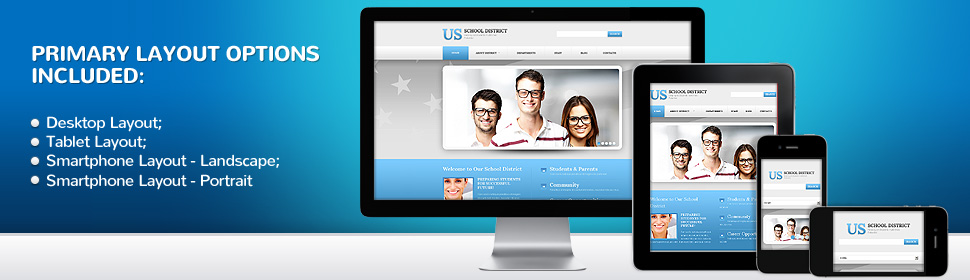 PRIMARY LAYOUT OPTIONS
INCLUDED:
Desktop Layout;
Tablet Layout;
Smartphone Layout - Landscape;
Smartphone Layout - Portrait
US SCHOOL DISTRICT
SEARCH
HOME ABOUT DISTRICT DEPARTMENTS STAFF BLOG CONTACTS
Welcome to Our School District
PREPARING STUDENTS
FOR SUCCESSFUL
FUTURE!
Students & Parents
Community
US SCHOOL DISTRICT
SEARCH
HOME ABOUT DISTRICT DEPARTMENTS STAFF BLOG CONTACTS
Welcome to Our School
District
PREPARING
STUDENTS FOR
SUCCESSFUL
FUTURE!
Students & Pa
Community
Career Opport
US SCHOOL DISTRICT
SEARCH
US SCHOOL DISTRICT
SEARCH